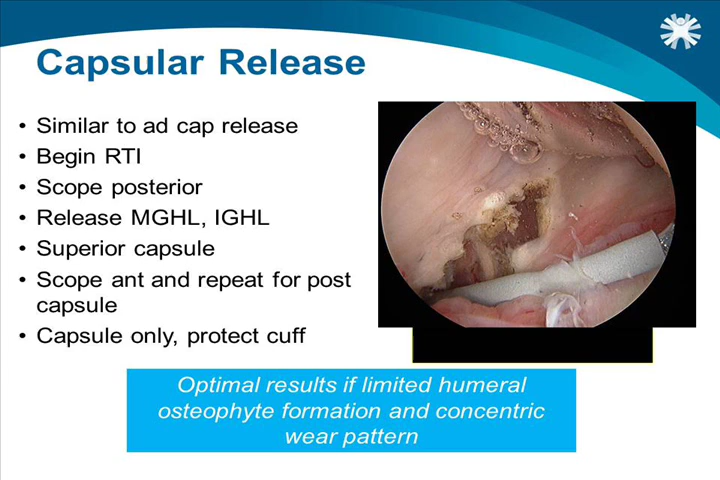 Capsular Release
• Similar to ad cap release
• Begin RTI
• Scope posterior
• Release MGHL, IGHL
• Superior capsule
• Scope ant and repeat for post
capsule
• Capsule only, protect cuff
Optimal results if limited humeral
osteophyte formation and concentric
wear pattern